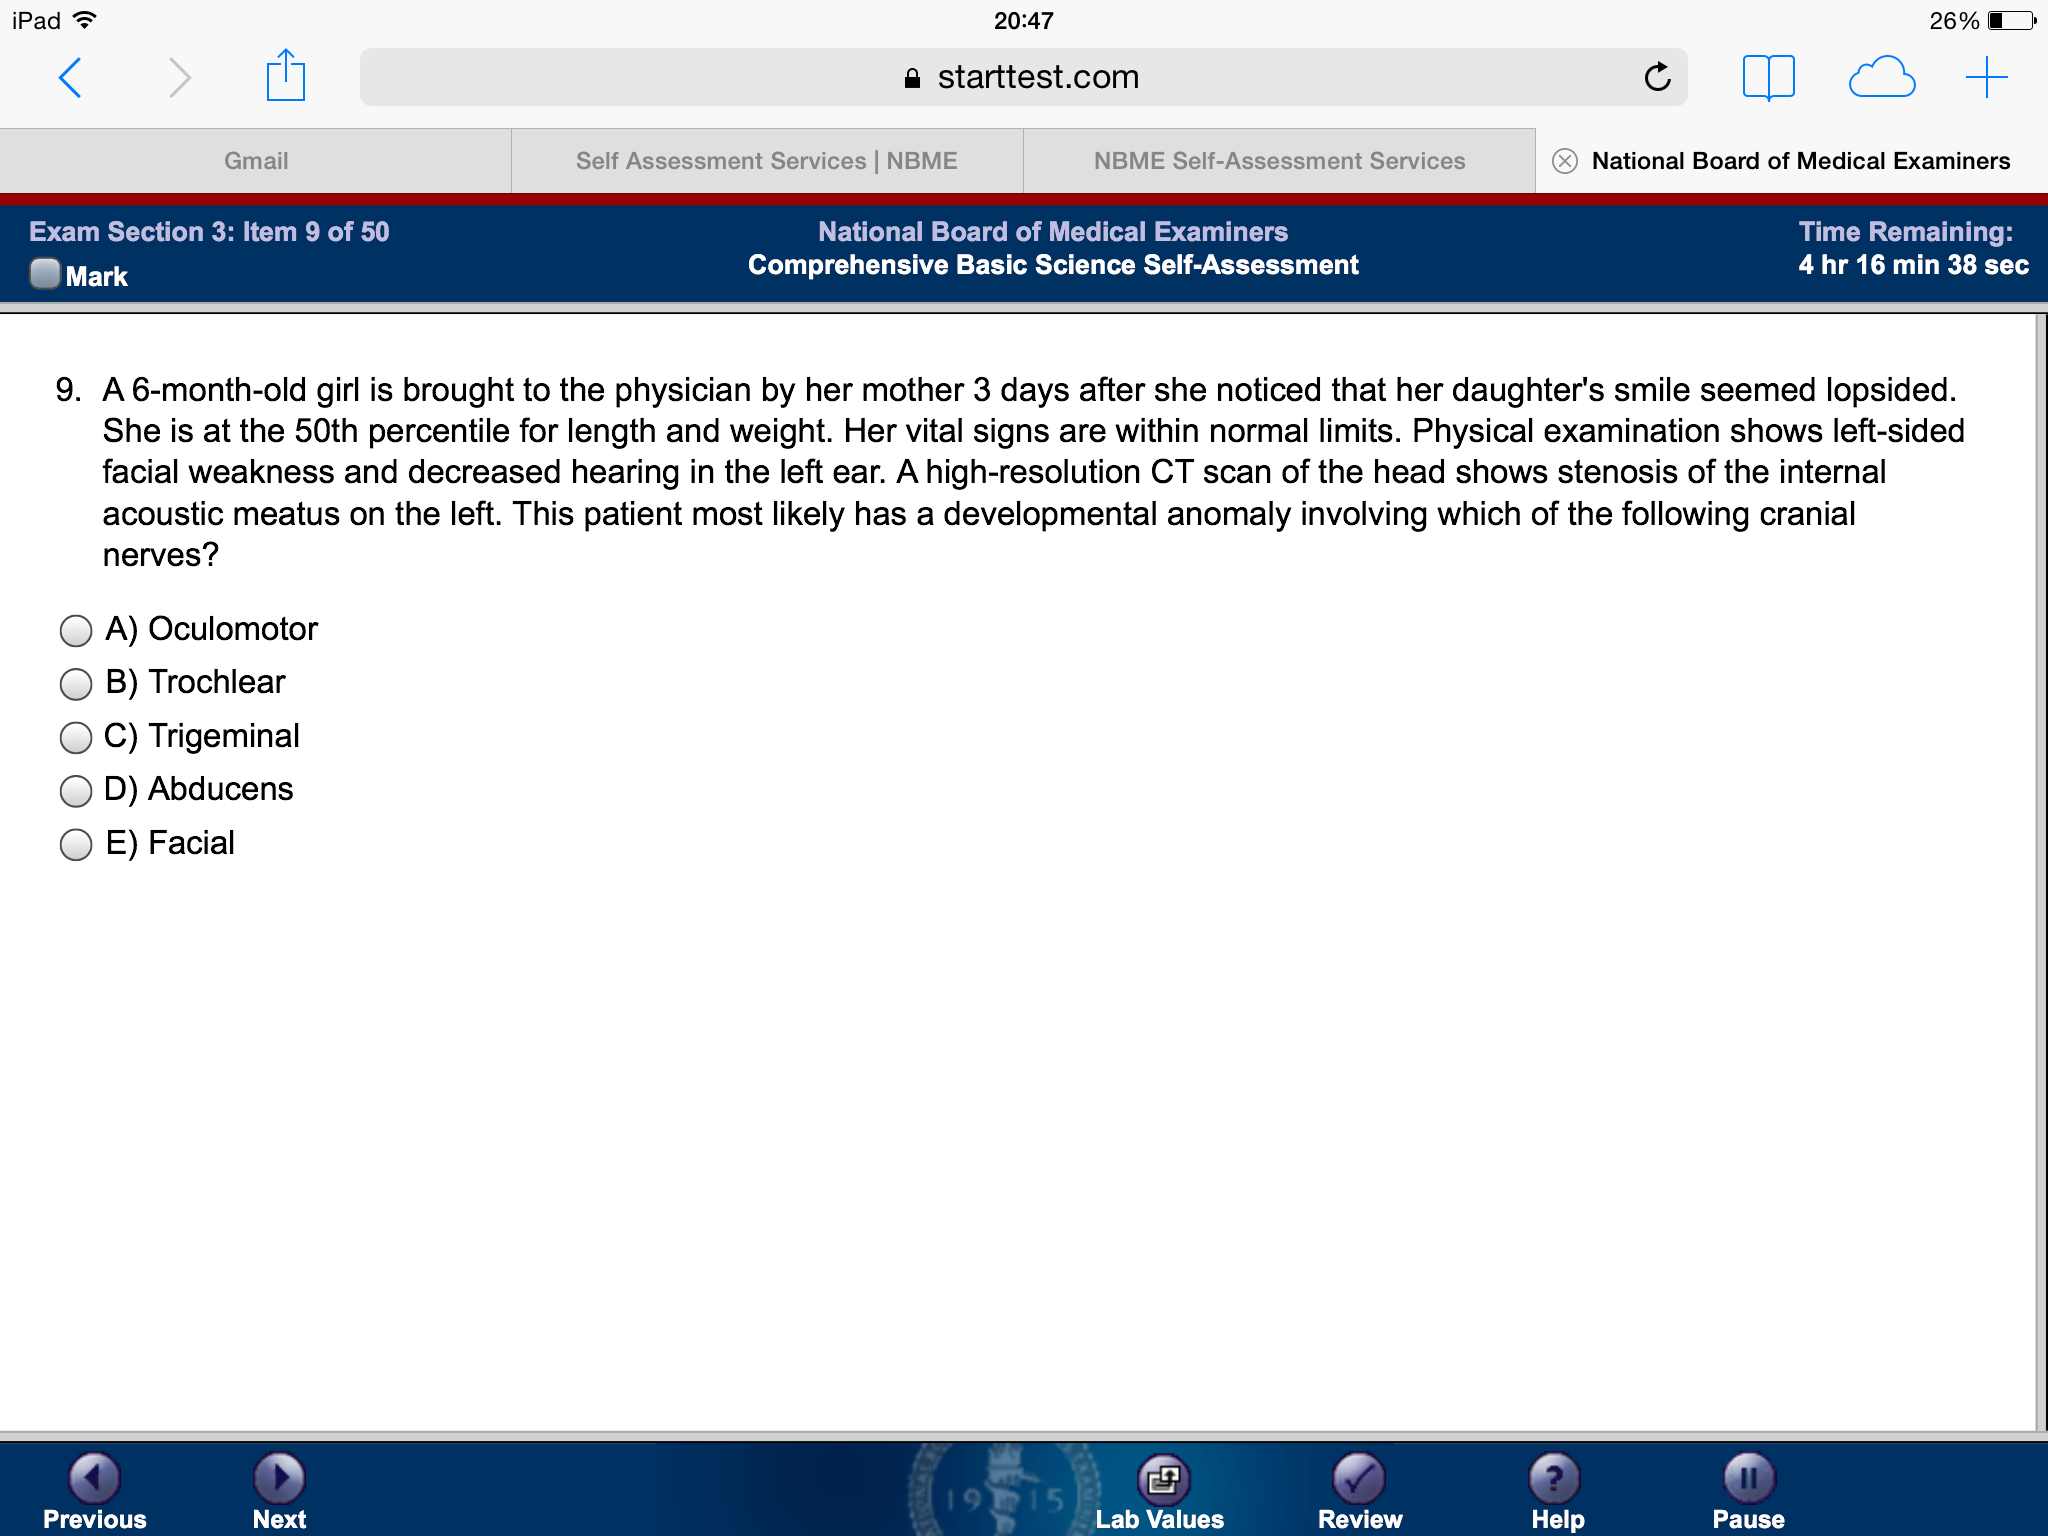 iPad
20:47
26%
starttest.com
Gmail
Self Assessment Services | NBME
NBME Self-Assessment Services
National Board of Medical Examiners
Exam Section 3: Item 9 of 50
National Board of Medical Examiners
Time Remaining:
Mark
Comprehensive Basic Science Self-Assessment
4 hr 16 min 38 sec
9. A 6-month-old girl is brought to the physician by her mother 3 days after she noticed that her daughter's smile seemed lopsided.
She is at the 50th percentile for length and weight. Her vital signs are within normal limits. Physical examination shows left-sided
facial weakness and decreased hearing in the left ear. A high-resolution CT scan of the head shows stenosis of the internal
acoustic meatus on the left. This patient most likely has a developmental anomaly involving which of the following cranial
nerves?
A) Oculomotor
B) Trochlear
C) Trigeminal
D) Abducens
E) Facial
1915
Previous
Next
Lab Values
Review
Help
Pause